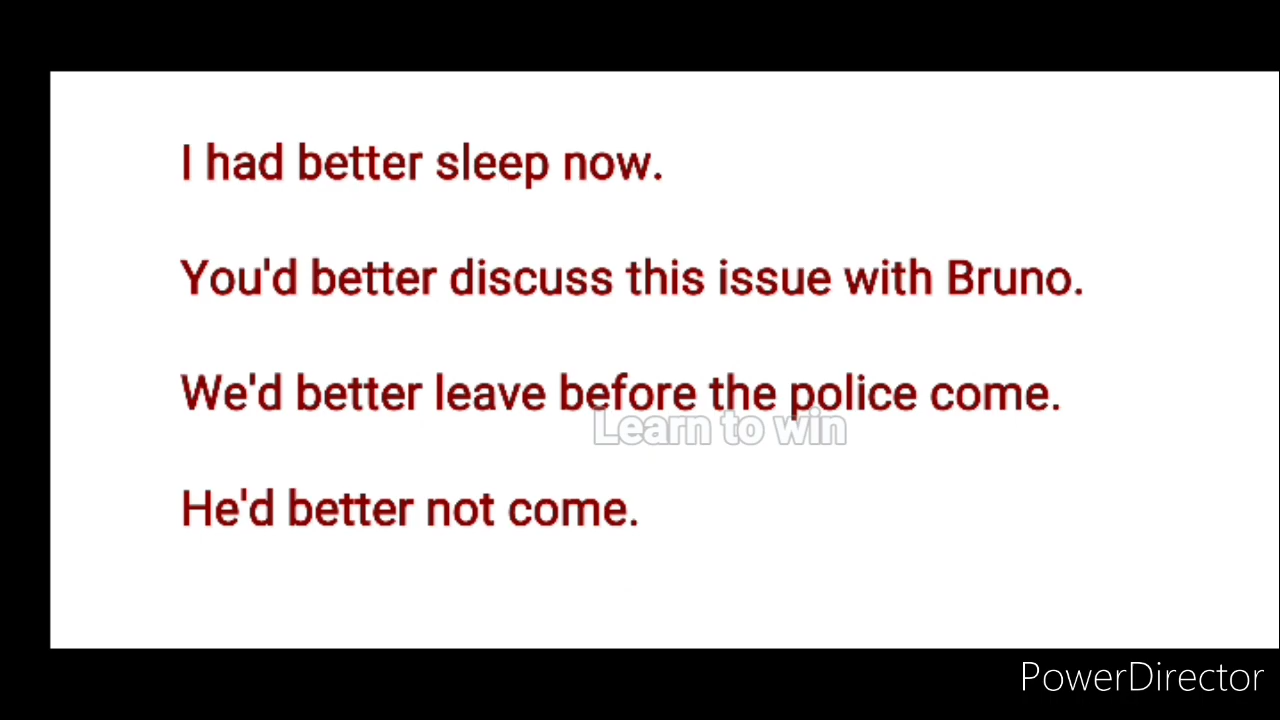 I had better sleep now.
You'd better discuss this issue with Bruno.
We'd better leave before the police come.
Learn to win
He'd better not come.
PowerDirector